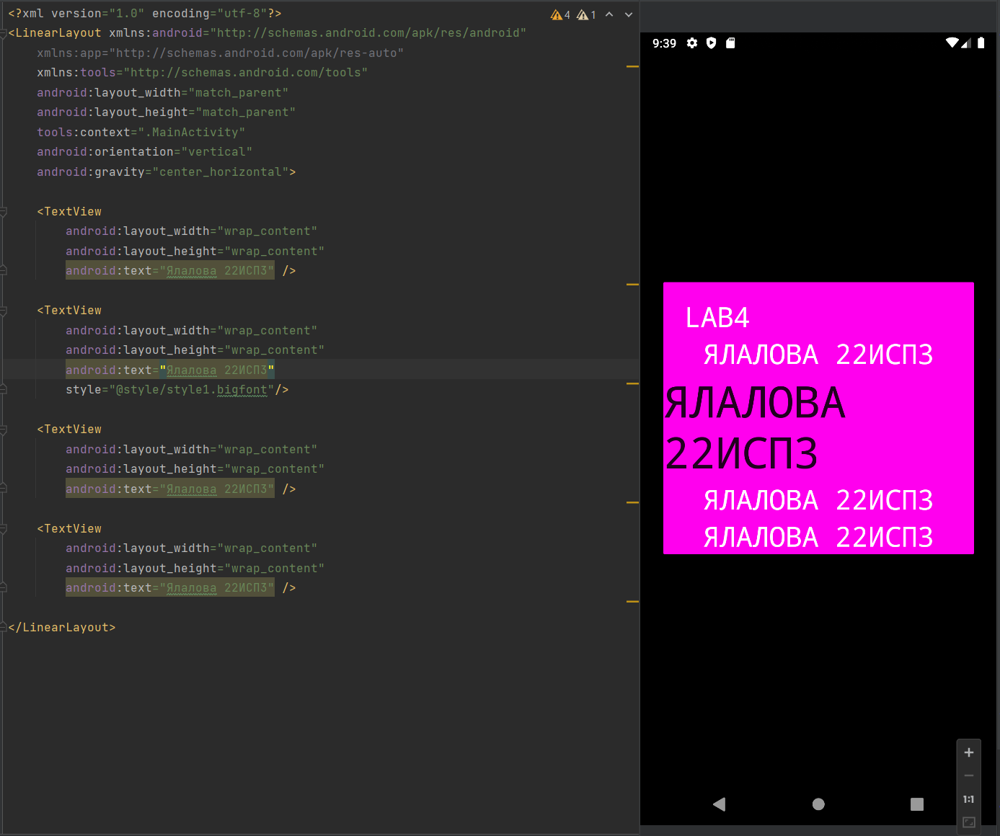 <?xml version="1.0" encoding="utf-8"?>
<LinearLayout xmlns:android="http://schemas.android.com/apk/res/android"
xmlns:app="http://schemas.android.com/apk/res-auto"
xmlns:tools="http://schemas.android.com/tools"
android:layout_width="match_parent"
android:layout_height="match_parent"
tools:context=".MainActivity"
android:orientation="vertical"
android:gravity="center_horizontal">
<TextView
android:layout_width="wrap_content"
android:layout_height="wrap_content"
android:text="Ялалова 22ИСП3" />
<TextView
android:layout_width="wrap_content"
android:layout_height="wrap_content"
android:text="Ялалова 22ИСП3"
style="@style/style1.bigfont"/>
<TextView
android:layout_width="wrap_content"
android:layout_height="wrap_content"
android:text="Ялалова 22ИСП3" />
<TextView
android:layout_width="wrap_content"
android:layout_height="wrap_content"
android:text="Ялалова 22ИСП3" />
</LinearLayout>
4 1
9:39
LAB4
ЯЛАЛОВА 22ИСП3
ЯЛАЛОВА
22ИСП3
ЯЛАЛОВА 22ИСП3
ЯЛАЛОВА 22ИСП3
1:1